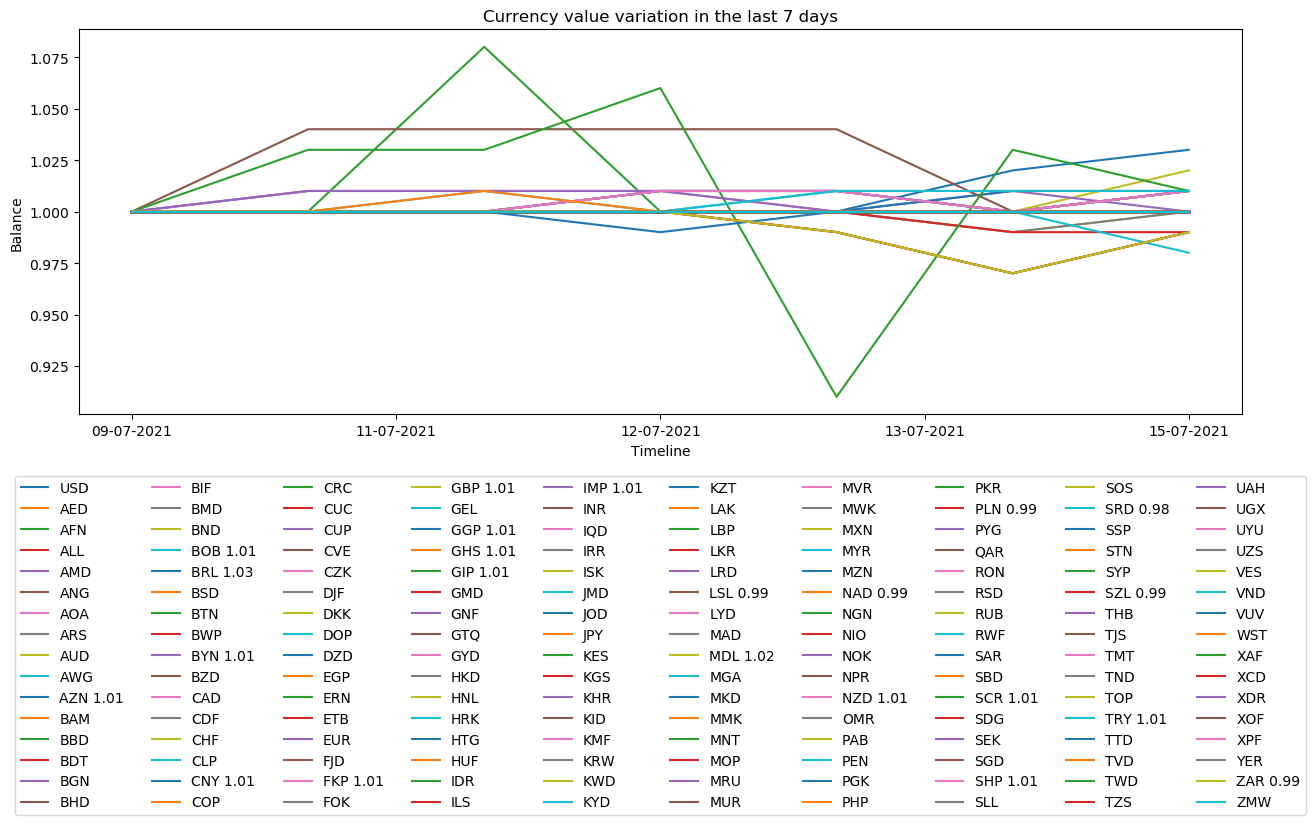 Currency value variation in the last 7 days
Balance
1.075
1.050
1.025
1.000
0.975
0.950
0.925
09-07-2021 11-07-2021 12-07-2021 13-07-2021 15-07-2021
Timeline
USD BIF CRC GBP 1.01 IMP 1.01 KZT MVR PKR SOS UAH
AED BMD CUC GEL INR LAK MWK PLN 0.99 SRD 0.98 UGX
AFN BND CUP GGP 1.01 IQD LBP MXN PYG SSP UYU
ALL BOB 1.01 CVE GHS 1.01 IRR LKR MYR QAR STN UZS
AMD BRL 1.03 CZK GIP 1.01 ISK LRD MZN RON SYP VES
ANG BSD DJF GMD JMD LSL 0.99 NAD 0.99 RSD SZL 0.99 VND
AOA BTN DKK GNF JOD LYD NGN RUB THB VUV
ARS BWP DOP GTQ JPY MAD NIO RWF TJS WST
AUD BYN 1.01 DZD GYD KES MDL 1.02 NOK SAR TMT XAF
AWG BZD EGP HKD KGS MGA NPR SBD TND XCD
AZN 1.01 CAD ERN HNL KHR MKD NZD 1.01 SCR 1.01 TOP XDR
BAM CDF ETB HRK KID MMK OMR SDG TRY 1.01 XOF
BBD CHF EUR HTG KMF MNT PAB SEK TTD XPF
BDT CLP FJD HUF KRW MOP PEN SGD TVD YER
BGN CNY 1.01 FKP 1.01 IDR KWD MRU PGK SHP 1.01 TWD ZAR 0.99
BHD COP FOK ILS KYD MUR PHP SLL TZS ZMW